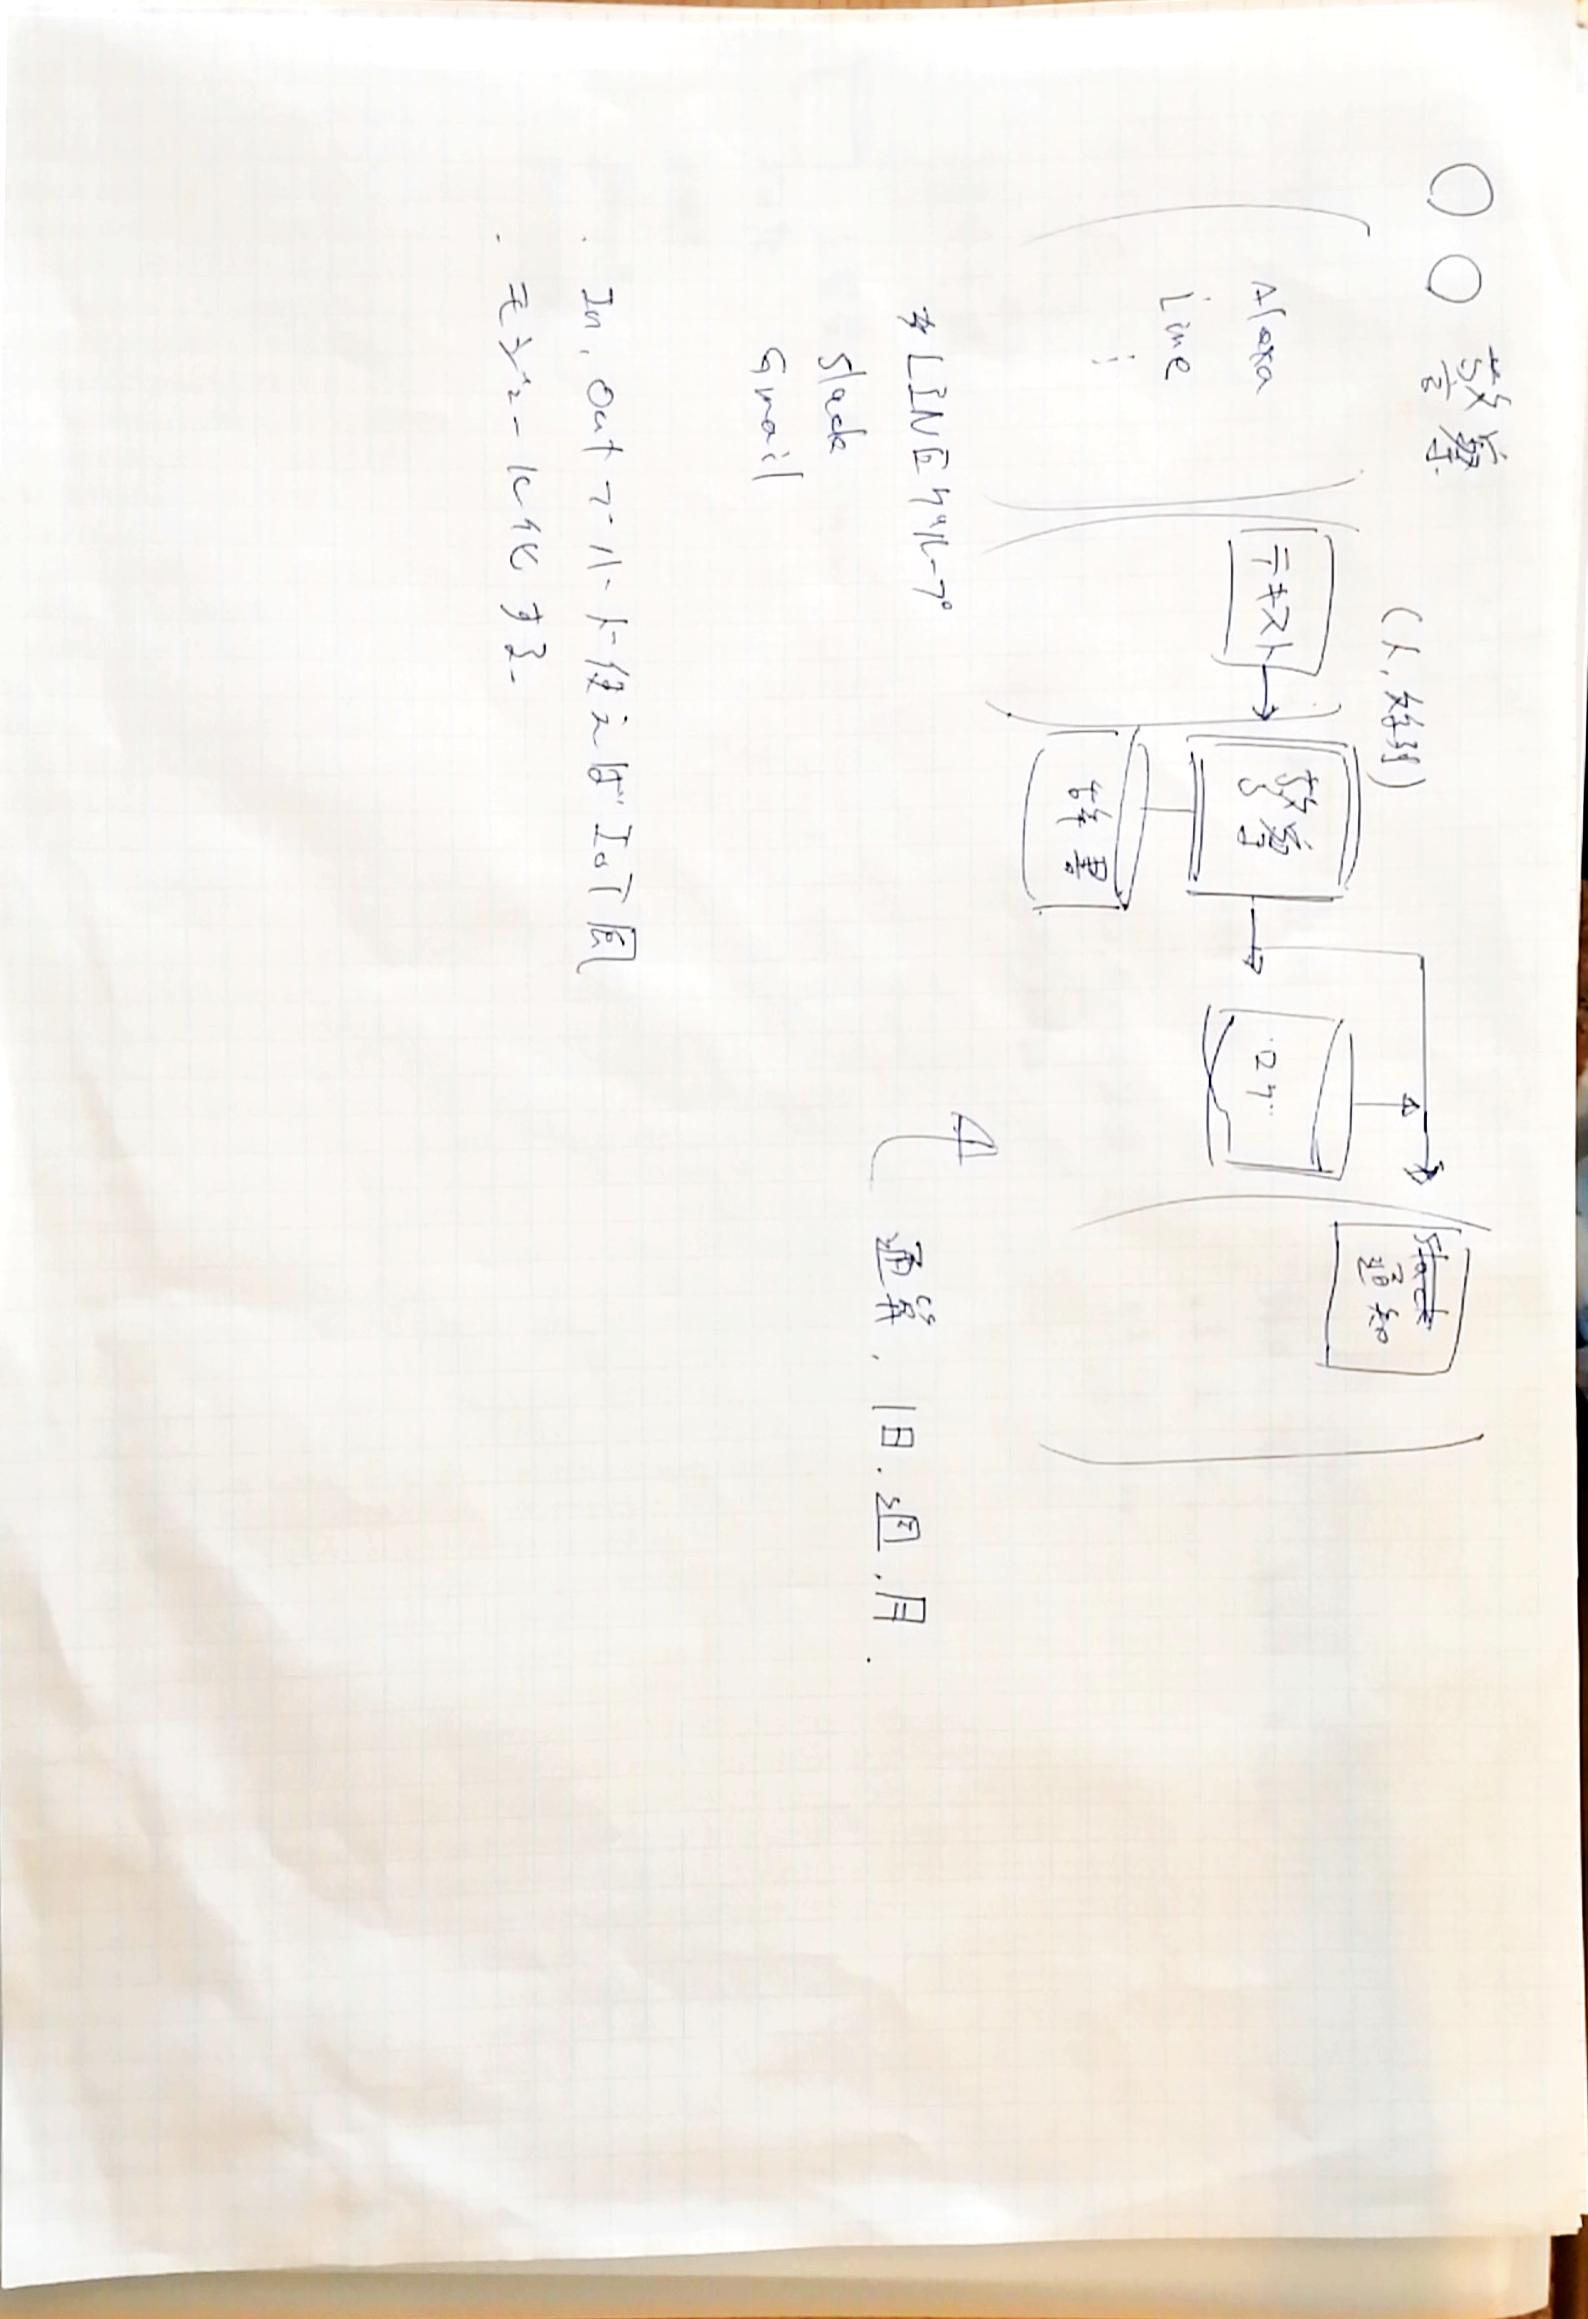 ○○警察
(人,文字列)
Alexa
Line
⋮
テキスト
警察
辞書
ログ
Slack
通知
* LINEグループ
Slack
Gmail
通算, 1日, 週, 月.
・In, Outでハード使えばIoT風
・モジュール化する.